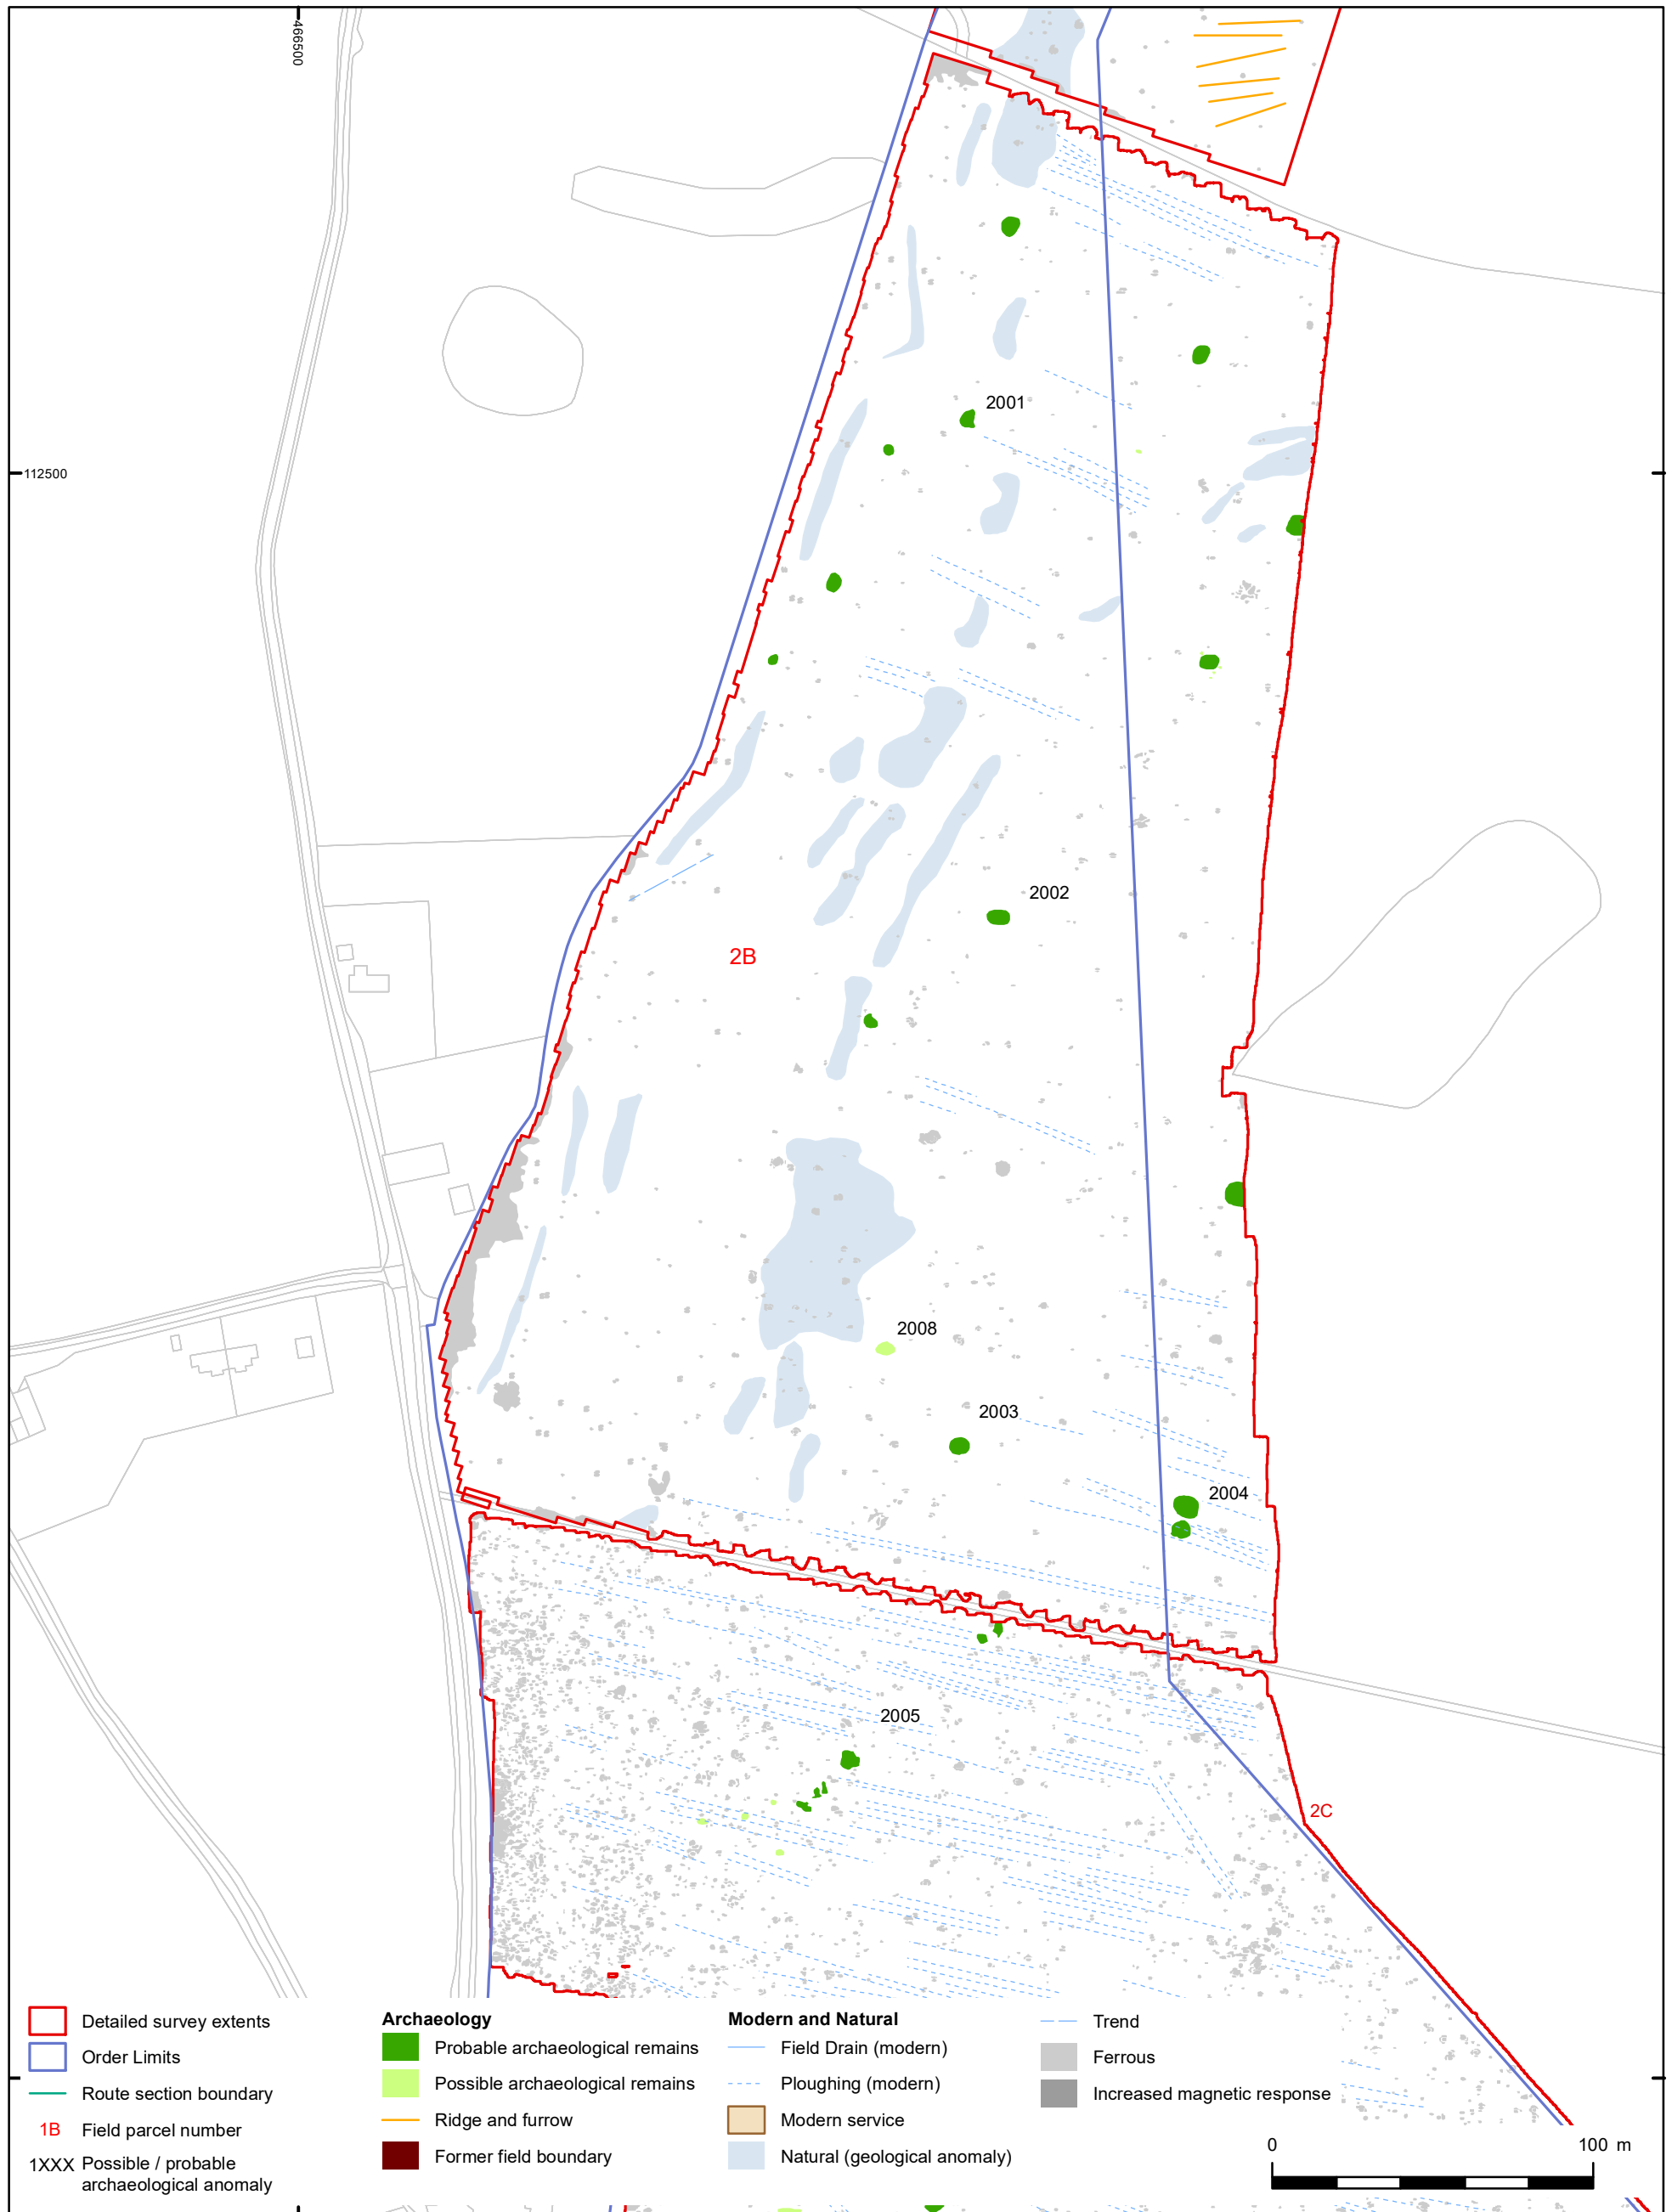 466500
2001
112500
2002
2B
2008
2003
2004
2005
2C
Detailed survey extents
Order Limits
Route section boundary
1B Field parcel number
1XXX Possible / probable
archaeological anomaly
Archaeology
Probable archaeological remains
Possible archaeological remains
Ridge and furrow
Former field boundary
Modern and Natural
Field Drain (modern)
Ploughing (modern)
Modern service
Natural (geological anomaly)
Trend
Ferrous
Increased magnetic response
0 100 m